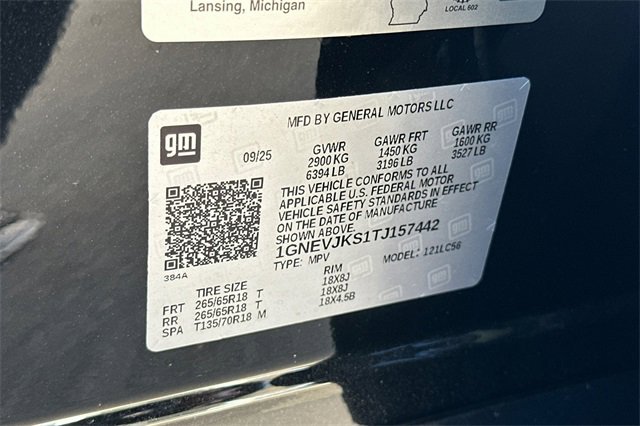 Lansing, Michigan
LOCAL 602
MFD BY GENERAL MOTORS LLC
gm
09/25
GVWR GAWR FRT GAWR RR
2900 KG 1450 KG 1600 KG
6394 LB 3196 LB 3527 LB
THIS VEHICLE CONFORMS TO ALL
APPLICABLE U.S. FEDERAL MOTOR
VEHICLE SAFETY STANDARDS IN EFFECT
ON THE DATE OF MANUFACTURE
SHOWN ABOVE.
1GNEVJKS1TJ157442
TYPE: MPV MODEL: 121LC56
384A
TIRE SIZE RIM
FRT 265/65R18 T 18X8J
RR 265/65R18 T 18X8J
SPA T135/70R18 M 18X4.5B